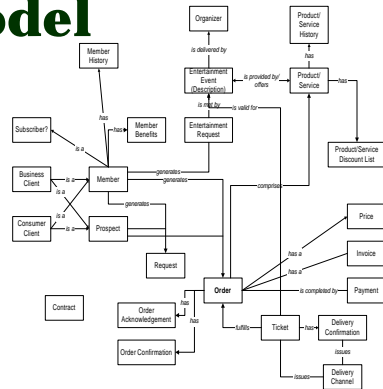 odel
Organizer
Product/
Service
History
Member
History
is delivered by
has
Entertainment
Event
(Description)
is provided by/
offers
Product/
Service
has
is met by
is valid for
has
Subscriber?
has
Member
Benefits
Entertainment
Request
is a
Product/Service
Discount List
Business
Client
is a
Member
generates
generates
comprises
is a
generates
is a
Consumer
Client
is a
Prospect
Price
has a
Request
Invoice
has a
Order
is completed by
Payment
Contract
has
Order
Acknowledgement
has
fulfills
Ticket
has
Delivery
Confirmation
Order Confirmation
issues
issues
Delivery
Channel